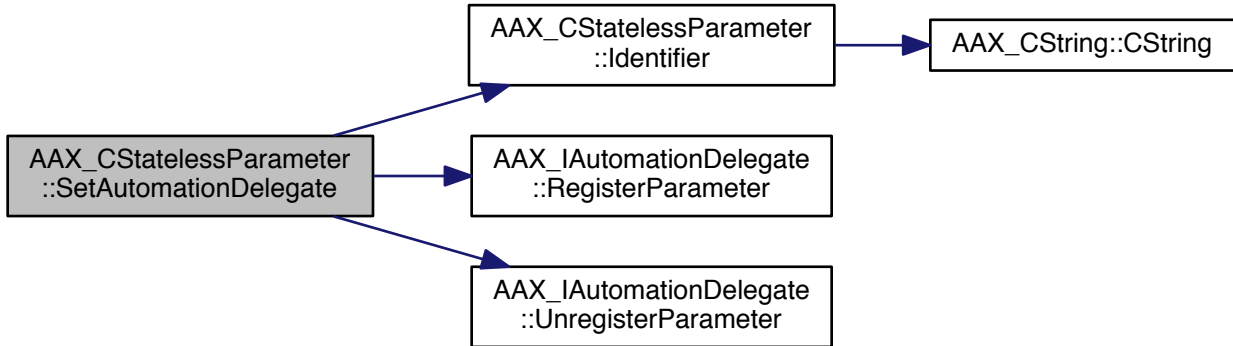 AAX_CStatelessParameter
::Identifier
AAX_CString::CString
AAX_CStatelessParameter
::SetAutomationDelegate
AAX_IAutomationDelegate
::RegisterParameter
AAX_IAutomationDelegate
::UnregisterParameter